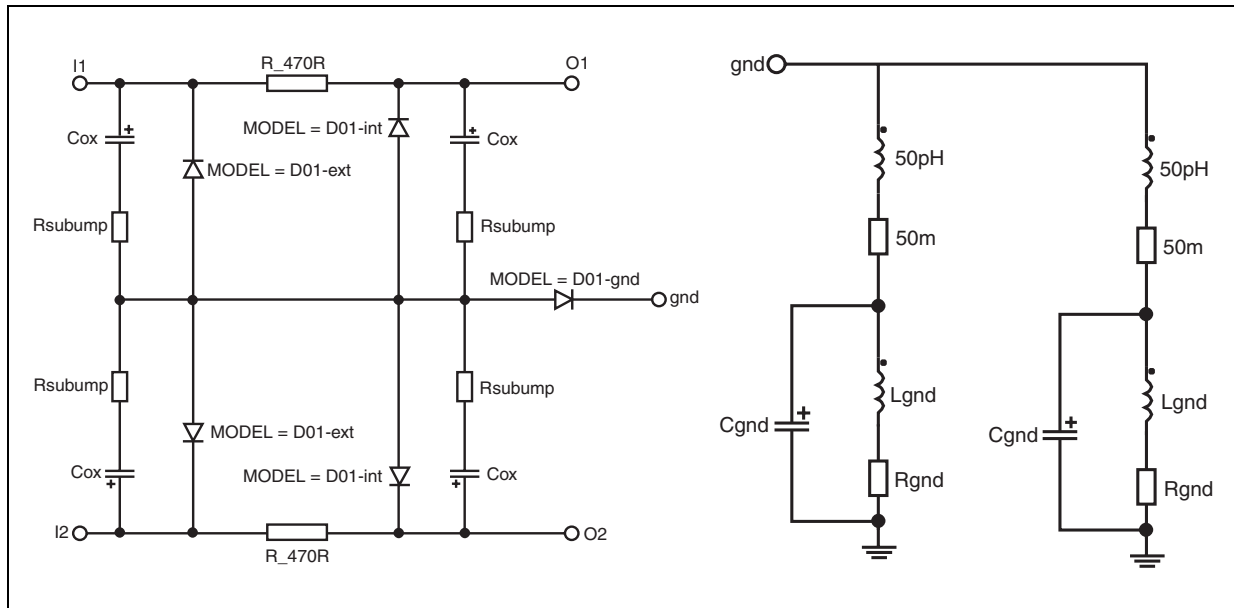 I1
R_470R
O1
Cox
+
MODEL = D01-int
+
Cox
MODEL = D01-ext
Rsubump
Rsubump
MODEL = D01-gnd
gnd
Rsubump
Rsubump
MODEL = D01-ext
Cox
+
MODEL = D01-int
+
Cox
I2
R_470R
O2
gnd
50pH
50m
Cgnd
+
Lgnd
Rgnd
50pH
50m
Cgnd
+
Lgnd
Rgnd